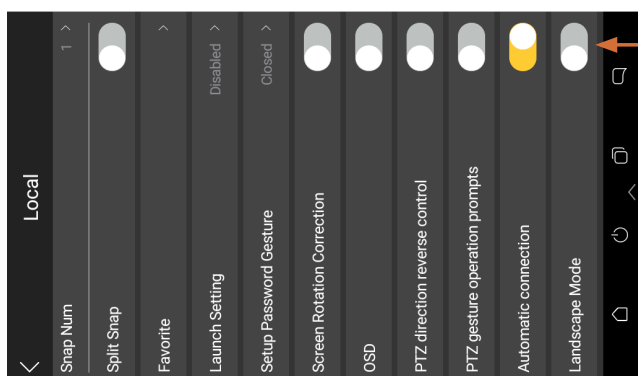 Local
Snap Num 1
Split Snap
Favorite
Launch Setting Disabled
Setup Password Gesture Closed
Screen Rotation Correction
OSD
PTZ direction reverse control
PTZ gesture operation prompts
Automatic connection
Landscape Mode